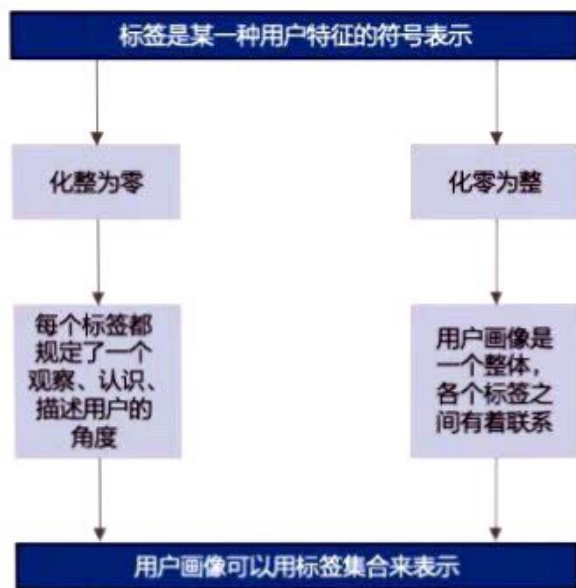 标签是某一种用户特征的符号表示
化整为零
化零为整
每个标签都
规定了一个
观察、认识、
描述用户的
角度
用户画像是
一个整体，
各个标签之
间有着联系
用户画像可以用标签集合来表示